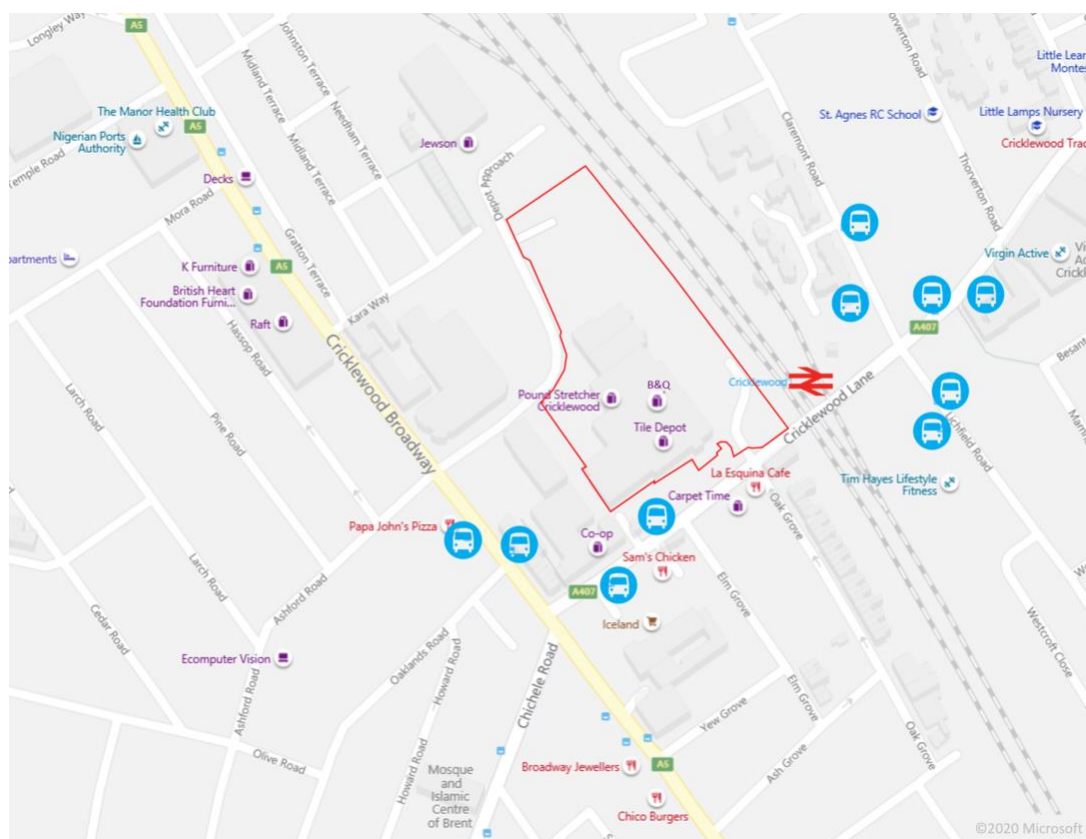 Longley Way
A5
Johnston Terrace
Midland Terrace
Needham Terrace
Midland Terrace
The Manor Health Club
Nigerian Ports
Authority
A5
Temple Road
Decks
Mora Road
Jewson
Depot Approach
Claremont Road
Thorverton Road
St. Agnes RC School
Little Lear
Montes
Little Lamps Nursery
Cricklewood Trad
Virgin Active
partments
K Furniture
A5
British Heart
Foundation Furni...
Raft
Gratton Terrace
Kara Way
Hassop Road
Cricklewood Broadway
Larch Road
Pine Road
Pound Stretcher
Cricklewood
B&Q
Tile Depot
Cricklewood
Cricklewood Lane
A407
Besant
Lichfield Road
Tim Hayes Lifestyle
Fitness
La Esquina Cafe
Carpet Time
Oak Grove
Papa John's Pizza
Co-op
Sam's Chicken
A407
Iceland
Elm Grove
Larch Road
Cedar Road
Ashford Road
Ecomputer Vision
Ashford Road
Oaklands Road
Howard Road
Chichele Road
Elm Grove
Yew Grove
Ash Grove
Oak Grove
Westcroft Close
Olive Road
Howard Road
Mosque
and
Islamic
Centre
of Brent
Broadway Jewellers
A5
Chico Burgers
©2020 Microsoft